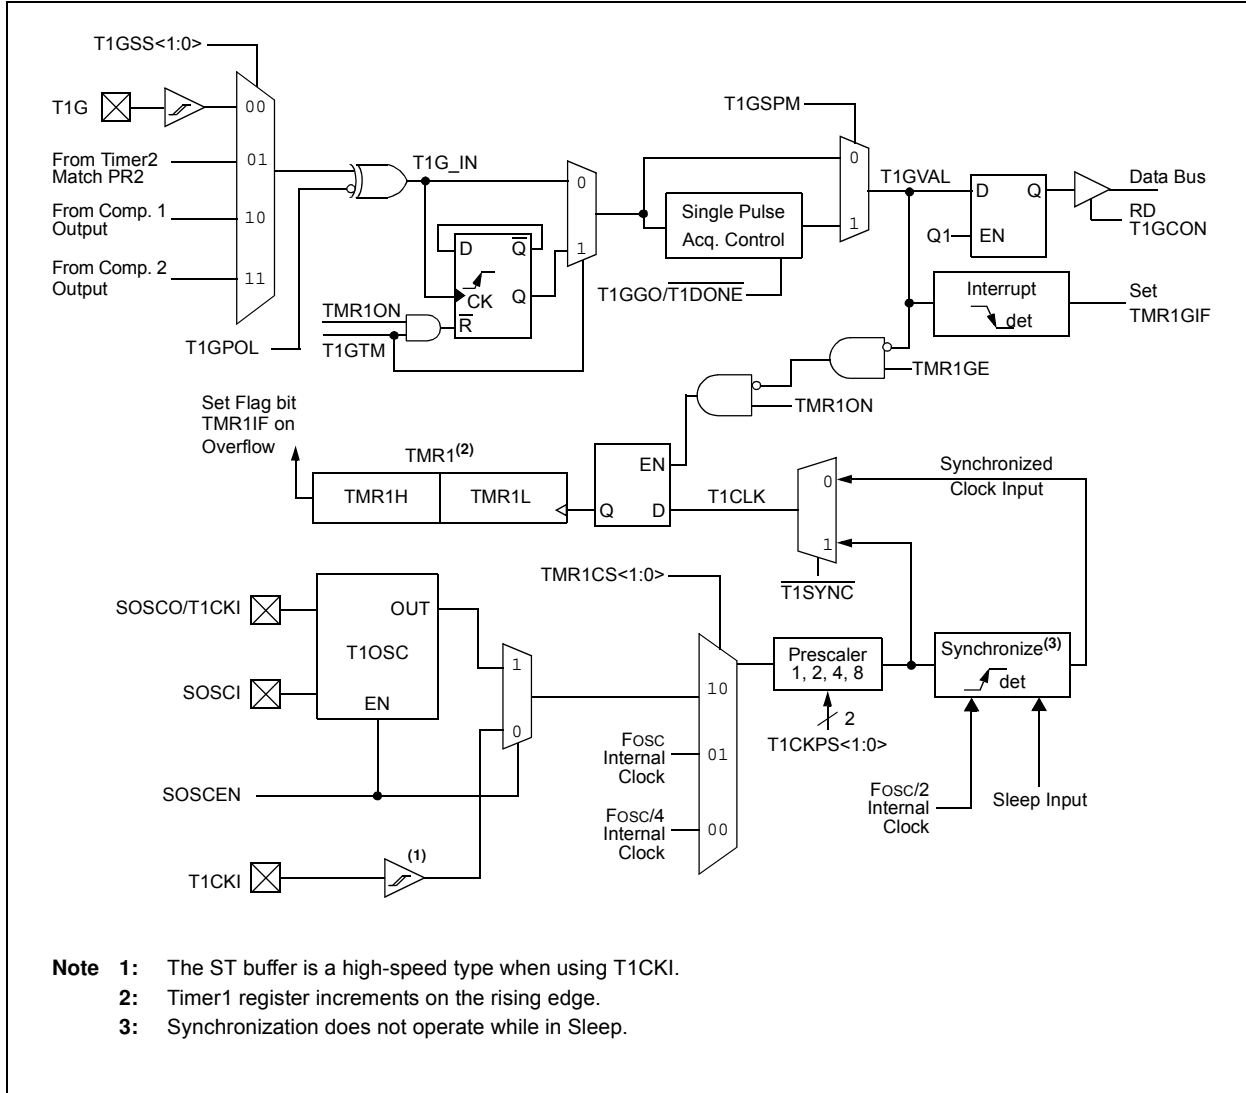 T1GSS<1:0>
T1G
00
From Timer2
Match PR2
01
From Comp. 1
Output
10
From Comp. 2
Output
11
T1GPOL
T1G_IN
D
Q
CK
Q
R
TMR1ON
T1GTM
0
1
T1GSPM
Single Pulse
Acq. Control
T1GGO/T1DONE
0
1
T1GVAL
D
Q
Q1
EN
Data Bus
RD
T1GCON
Interrupt
det
Set
TMR1GIF
TMR1GE
TMR1ON
Set Flag bit
TMR1IF on
Overflow
TMR1(2)
TMR1H
TMR1L
EN
Q
D
T1CLK
0
1
T1SYNC
Synchronized
Clock Input
SOSCO/T1CKI
OUT
T1OSC
SOSCI
EN
1
0
SOSCEN
T1CKI
(1)
TMR1CS<1:0>
10
FOSC
Internal
Clock
01
FOSC/4
Internal
Clock
00
Prescaler
1, 2, 4, 8
2
T1CKPS<1:0>
Synchronize(3)
det
FOSC/2
Internal
Clock
Sleep Input
Note 1: The ST buffer is a high-speed type when using T1CKI.
2: Timer1 register increments on the rising edge.
3: Synchronization does not operate while in Sleep.